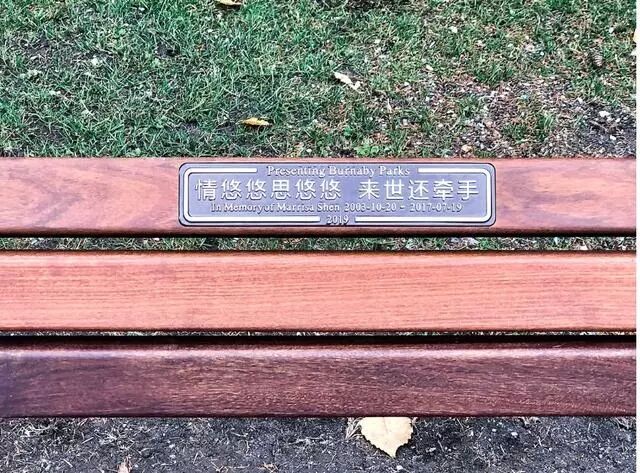 Presenting Burnaby Parks
情悠悠思悠悠 来世还牵手
In Memory of Marrisa Shen 2003-10-20 - 2017-07-19
2019